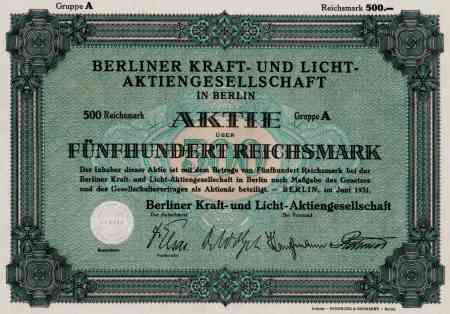 Gruppe A
Reichsmark 500.—
BERLINER KRAFT- UND LICHT-
AKTIENGESELLSCHAFT
IN BERLIN
500 Reichsmark
Gruppe A
AKTIE
ÜBER
FÜNFHUNDERT REICHSMARK
Der Inhaber dieser Aktie ist mit dem Betrage von Fünfhundert Reichsmark bei der
Berliner Kraft- und Licht-Aktiengesellschaft in Berlin nach Maßgabe des Gesetzes
und des Gesellschaftsvertrages als Aktionär beteiligt. — BERLIN, im Juni 1931.
Berliner Kraft- und Licht-Aktiengesellschaft
Der Aufsichtsrat
Der Vorstand